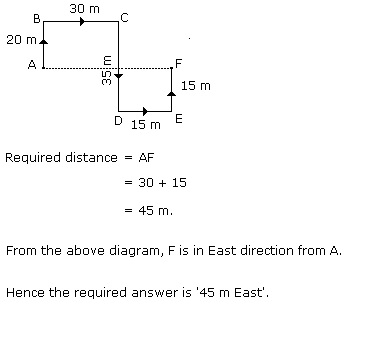 30 m
B C
20 m
A F
35 m
15 m
D 15 m E
Required distance = AF
= 30 + 15
= 45 m.
From the above diagram, F is in East direction from A.
Hence the required answer is '45 m East'.